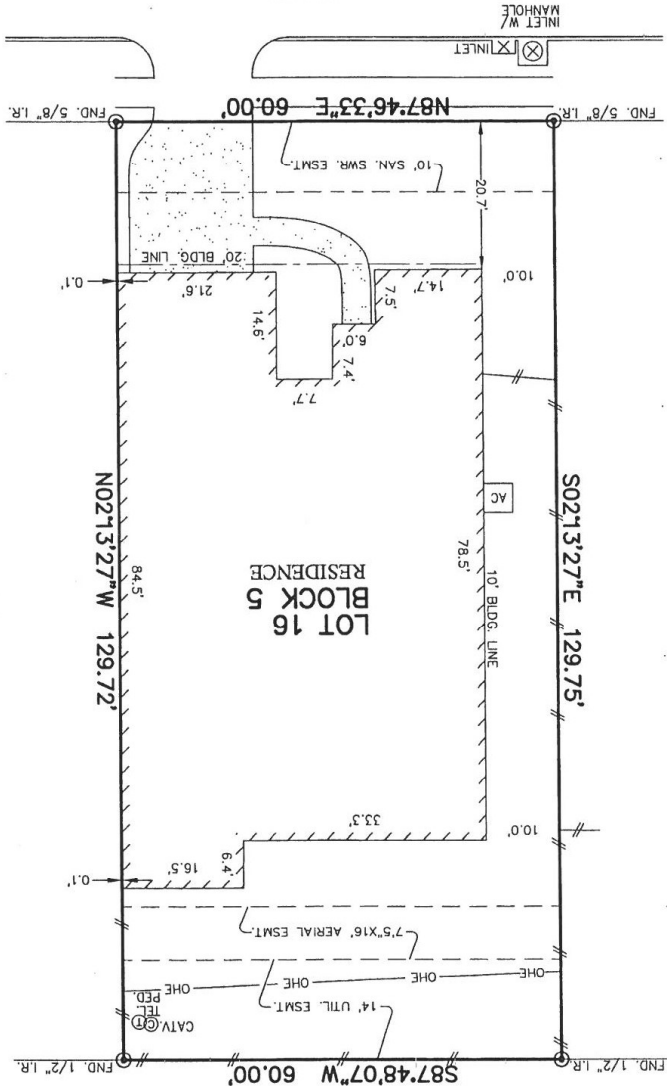 INLET W/
MANHOLE
INLET
FND. 5/8" I.R.
N87°46'33"E 60.00'
FND. 5/8" I.R.
10' SAN. SWR. ESMT.
20.7'
20' BLDG. LINE
0.1'
21.6'
14.7'
10.0'
14.6'
7.5'
6.0'
7.4'
7.7'
AC
S02°13'27"E 129.75'
N02°13'27"W 129.72'
84.5'
78.5'
10' BLDG. LINE
LOT 16
BLOCK 5
RESIDENCE
33.3'
10.0'
6.4'
16.5'
0.1'
7'5"X16' AERIAL ESMT.
OHE
OHE
OHE
OHE
14' UTIL. ESMT.
CATV.
TEL.
PED.
C
T
FND. 1/2" I.R.
S87°48'07"W 60.00'
FND. 1/2" I.R.